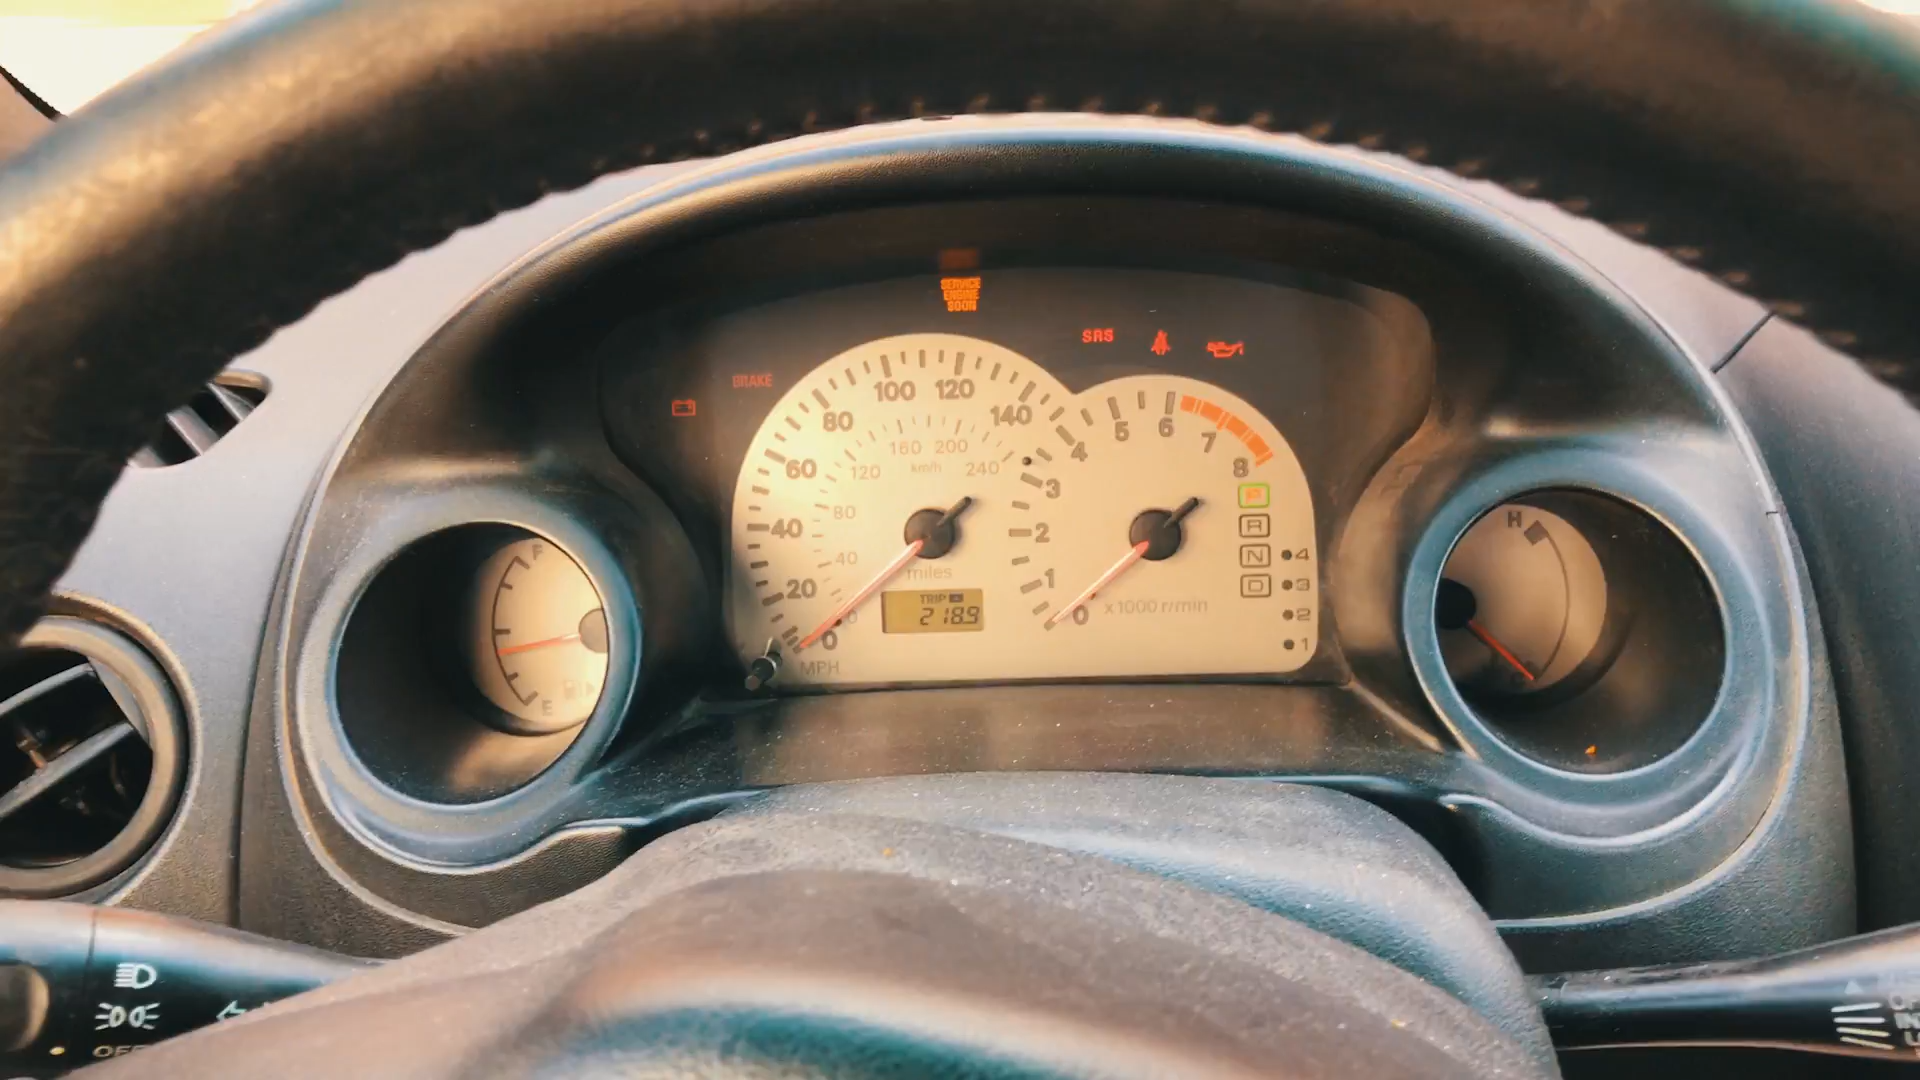 SERVICE
ENGINE
SOON
SRS
BRAKE
0 20 40 60 80 100 120 140
40 80 120 160 200 240
km/h
miles
MPH
TRIP
218.9
0 1 2 3 4 5 6 7 8
x1000 r/min
R
N
D
4
3
2
1
F
E
H
OFF